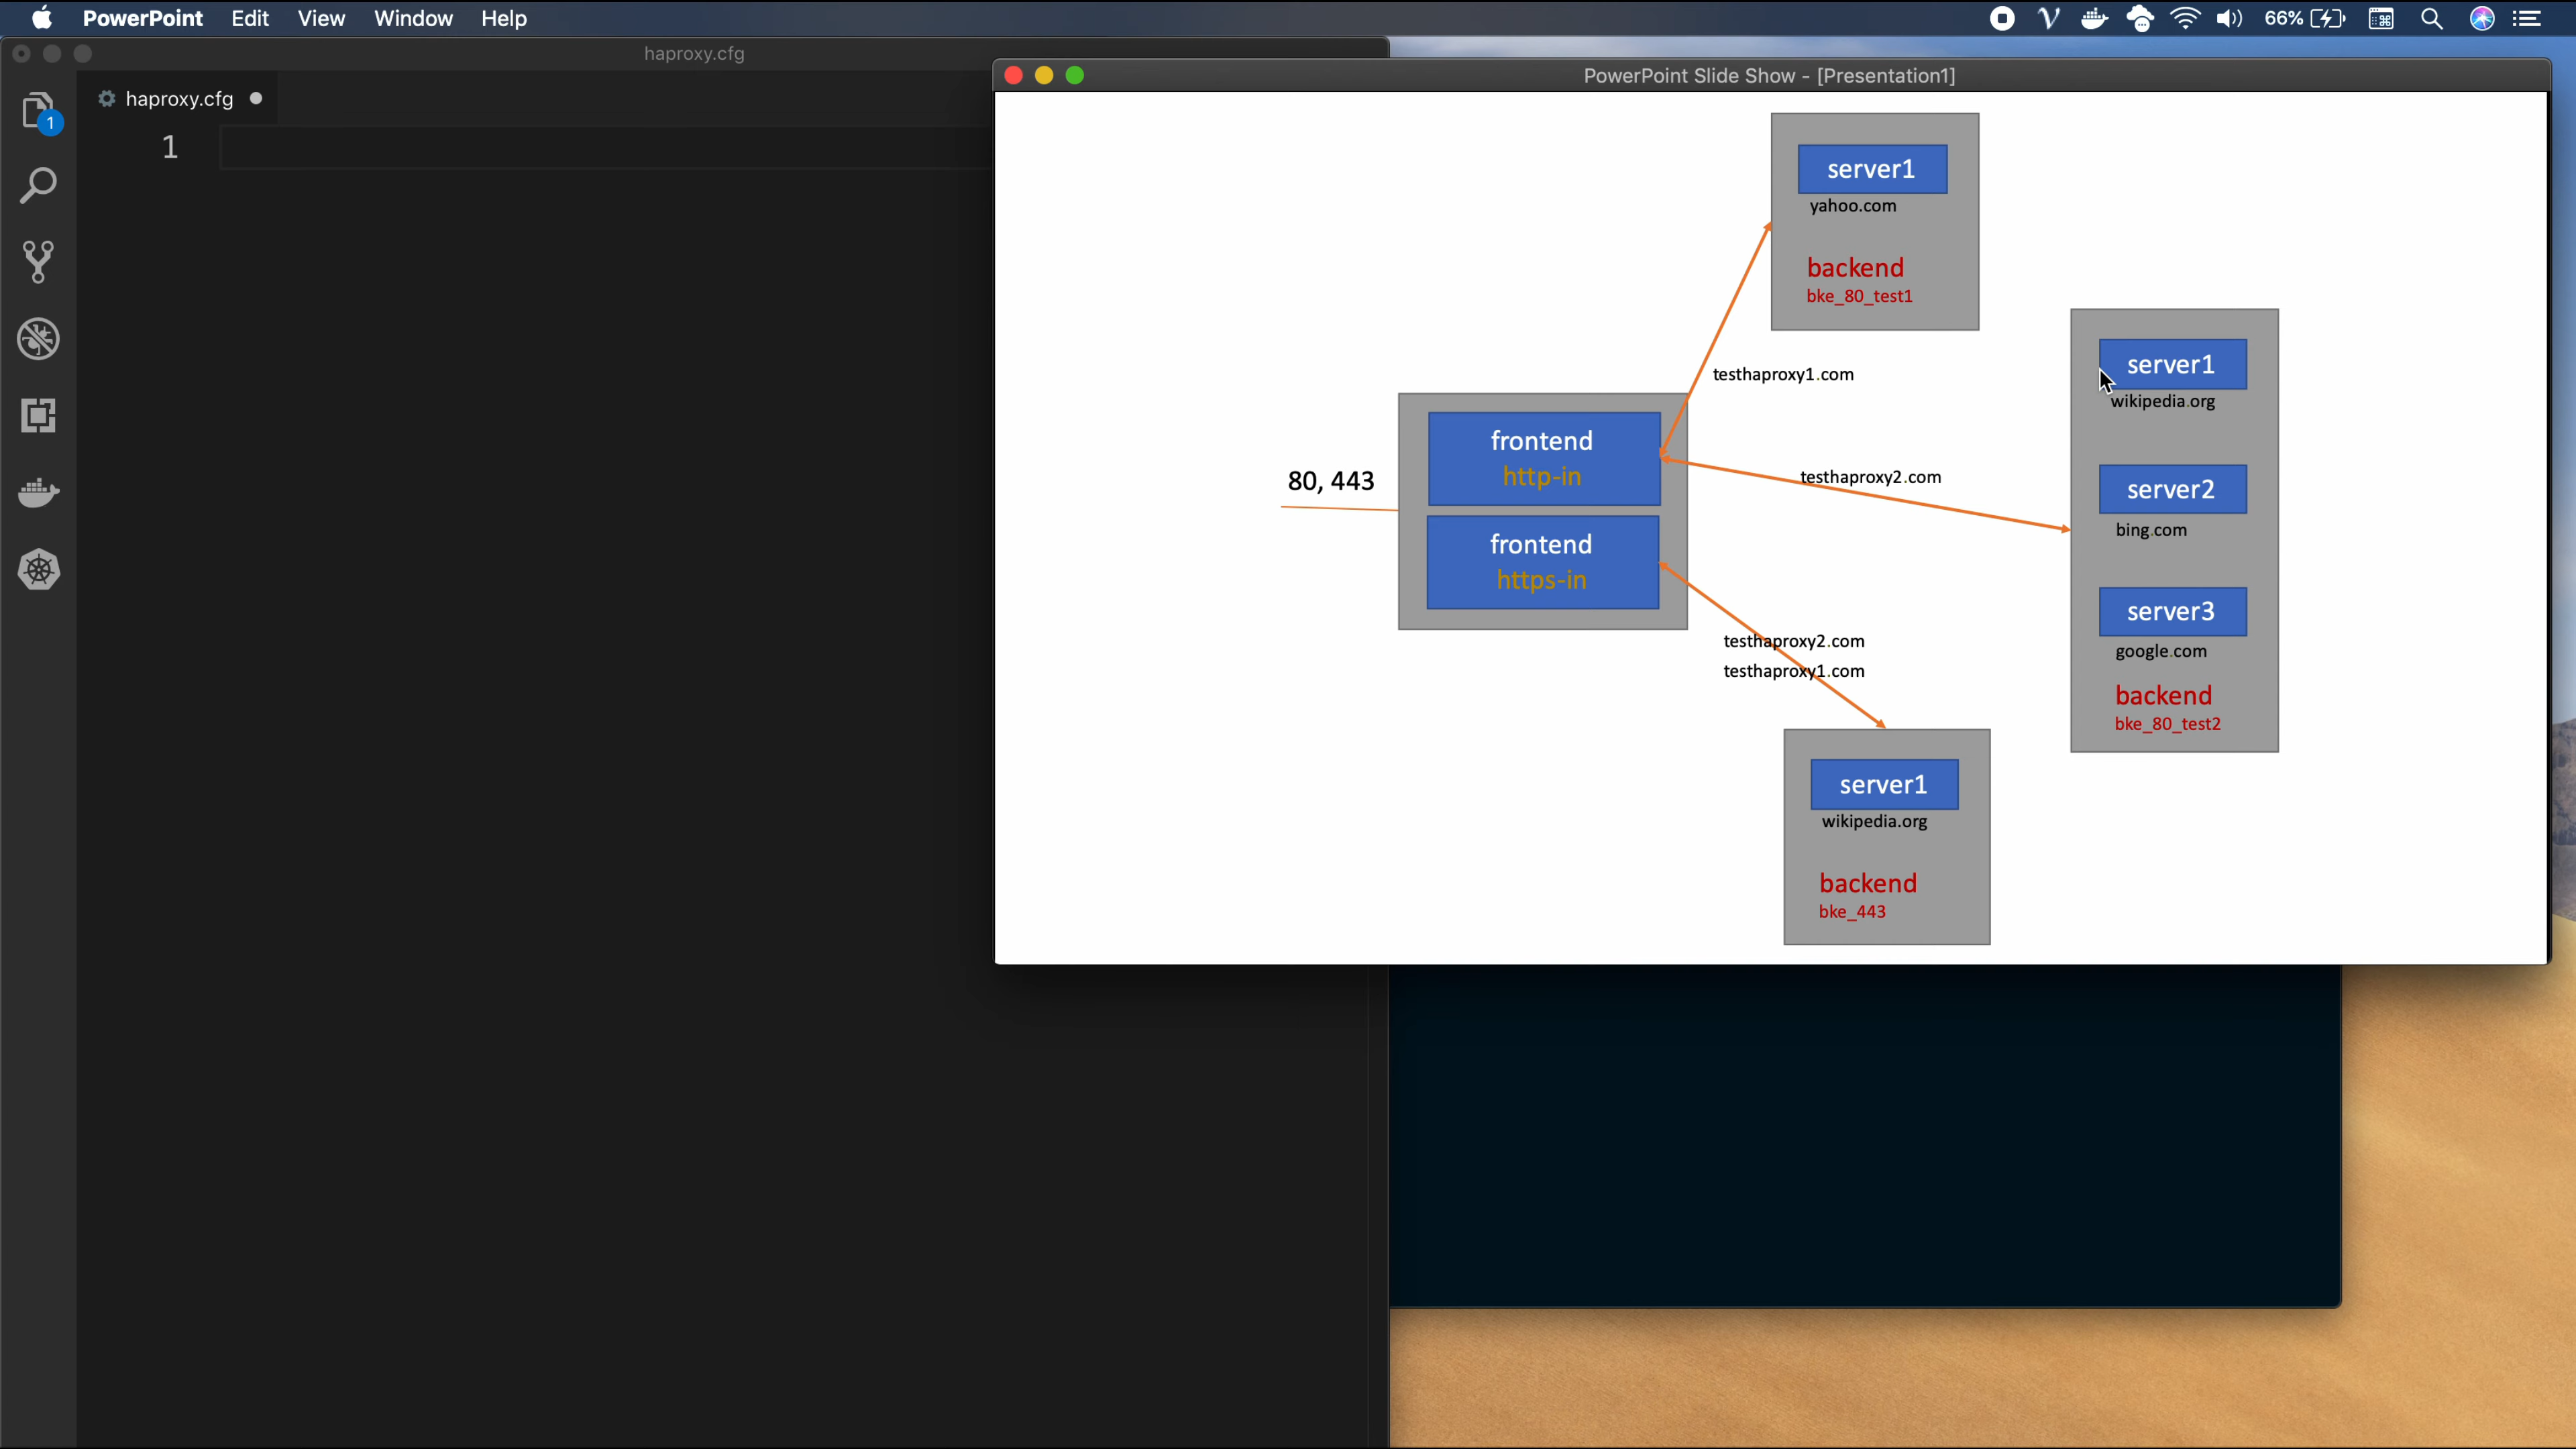 PowerPoint Edit View Window Help
66%
haproxy.cfg
haproxy.cfg
1
1
PowerPoint Slide Show - [Presentation1]
server1
yahoo.com
backend
bke_80_test1
testhaproxy1.com
server1
wikipedia.org
frontend
http-in
80, 443
testhaproxy2.com
server2
bing.com
frontend
https-in
server3
google.com
testhaproxy2.com
testhaproxy1.com
backend
bke_80_test2
server1
wikipedia.org
backend
bke_443